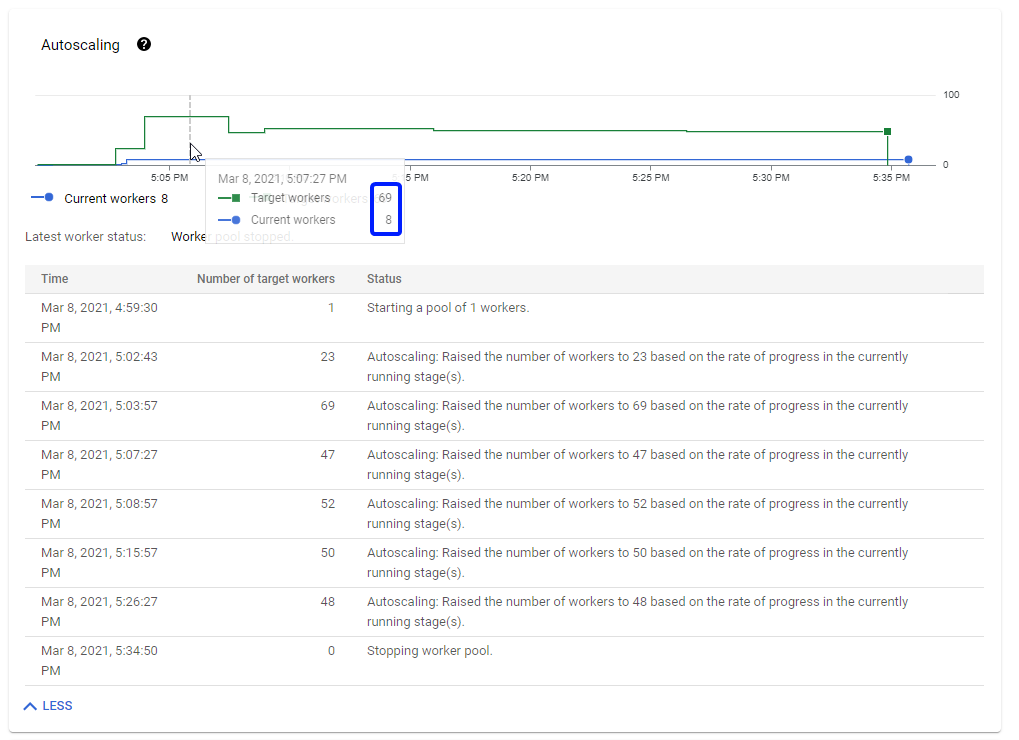 Autoscaling ?
100
0
5:05 PM
5 PM
5:20 PM
5:25 PM
5:30 PM
5:35 PM
Mar 8, 2021, 5:07:27 PM
Target workers 69
Current workers 8
Current workers 8
Latest worker status: Worker pool stopped.
Time Number of target workers Status
Mar 8, 2021, 4:59:30 PM 1 Starting a pool of 1 workers.
Mar 8, 2021, 5:02:43 PM 23 Autoscaling: Raised the number of workers to 23 based on the rate of progress in the currently
running stage(s).
Mar 8, 2021, 5:03:57 PM 69 Autoscaling: Raised the number of workers to 69 based on the rate of progress in the currently
running stage(s).
Mar 8, 2021, 5:07:27 PM 47 Autoscaling: Raised the number of workers to 47 based on the rate of progress in the currently
running stage(s).
Mar 8, 2021, 5:08:57 PM 52 Autoscaling: Raised the number of workers to 52 based on the rate of progress in the currently
running stage(s).
Mar 8, 2021, 5:15:57 PM 50 Autoscaling: Raised the number of workers to 50 based on the rate of progress in the currently
running stage(s).
Mar 8, 2021, 5:26:27 PM 48 Autoscaling: Raised the number of workers to 48 based on the rate of progress in the currently
running stage(s).
Mar 8, 2021, 5:34:50 PM 0 Stopping worker pool.
LESS